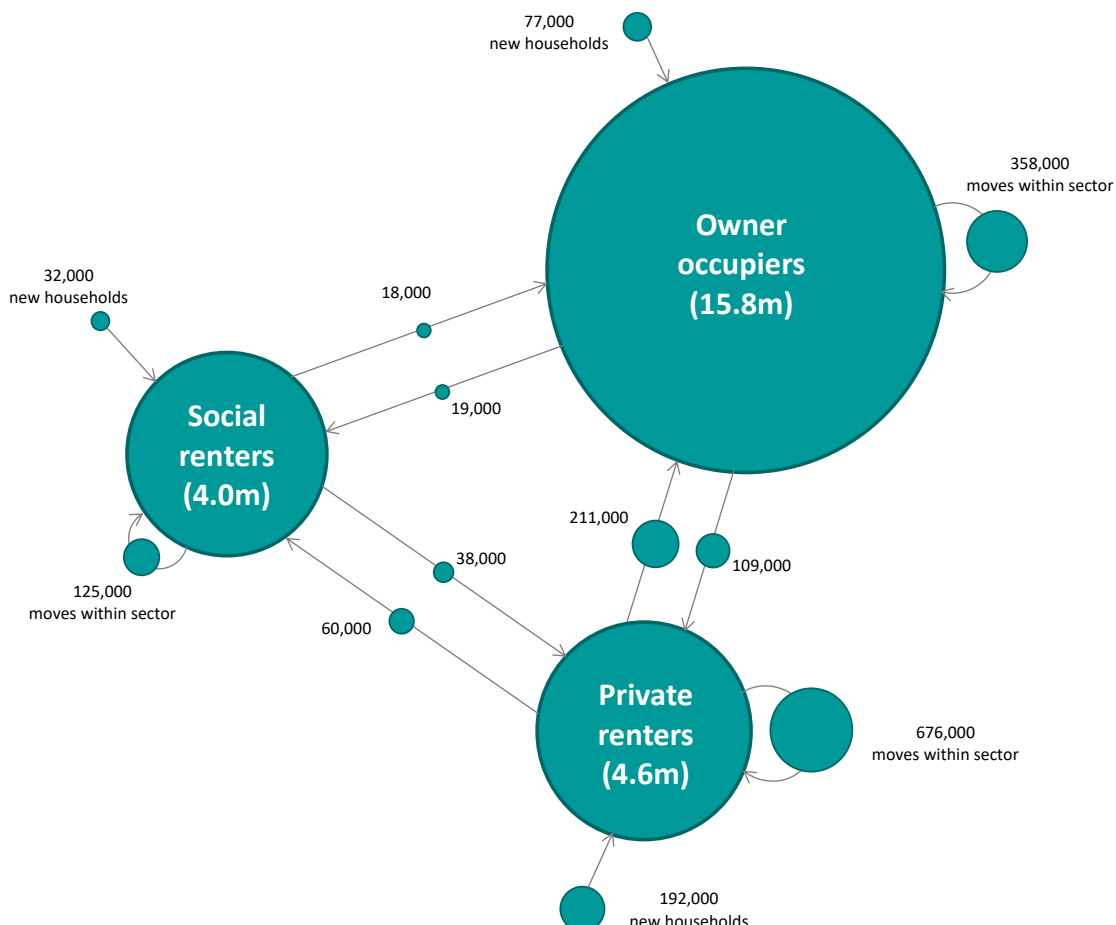 77,000
new households
358,000
moves within sector
Owner
occupiers
(15.8m)
32,000
new households
18,000
19,000
Social
renters
(4.0m)
211,000
109,000
38,000
125,000
moves within sector
60,000
Private
renters
(4.6m)
676,000
moves within sector
192,000
new households